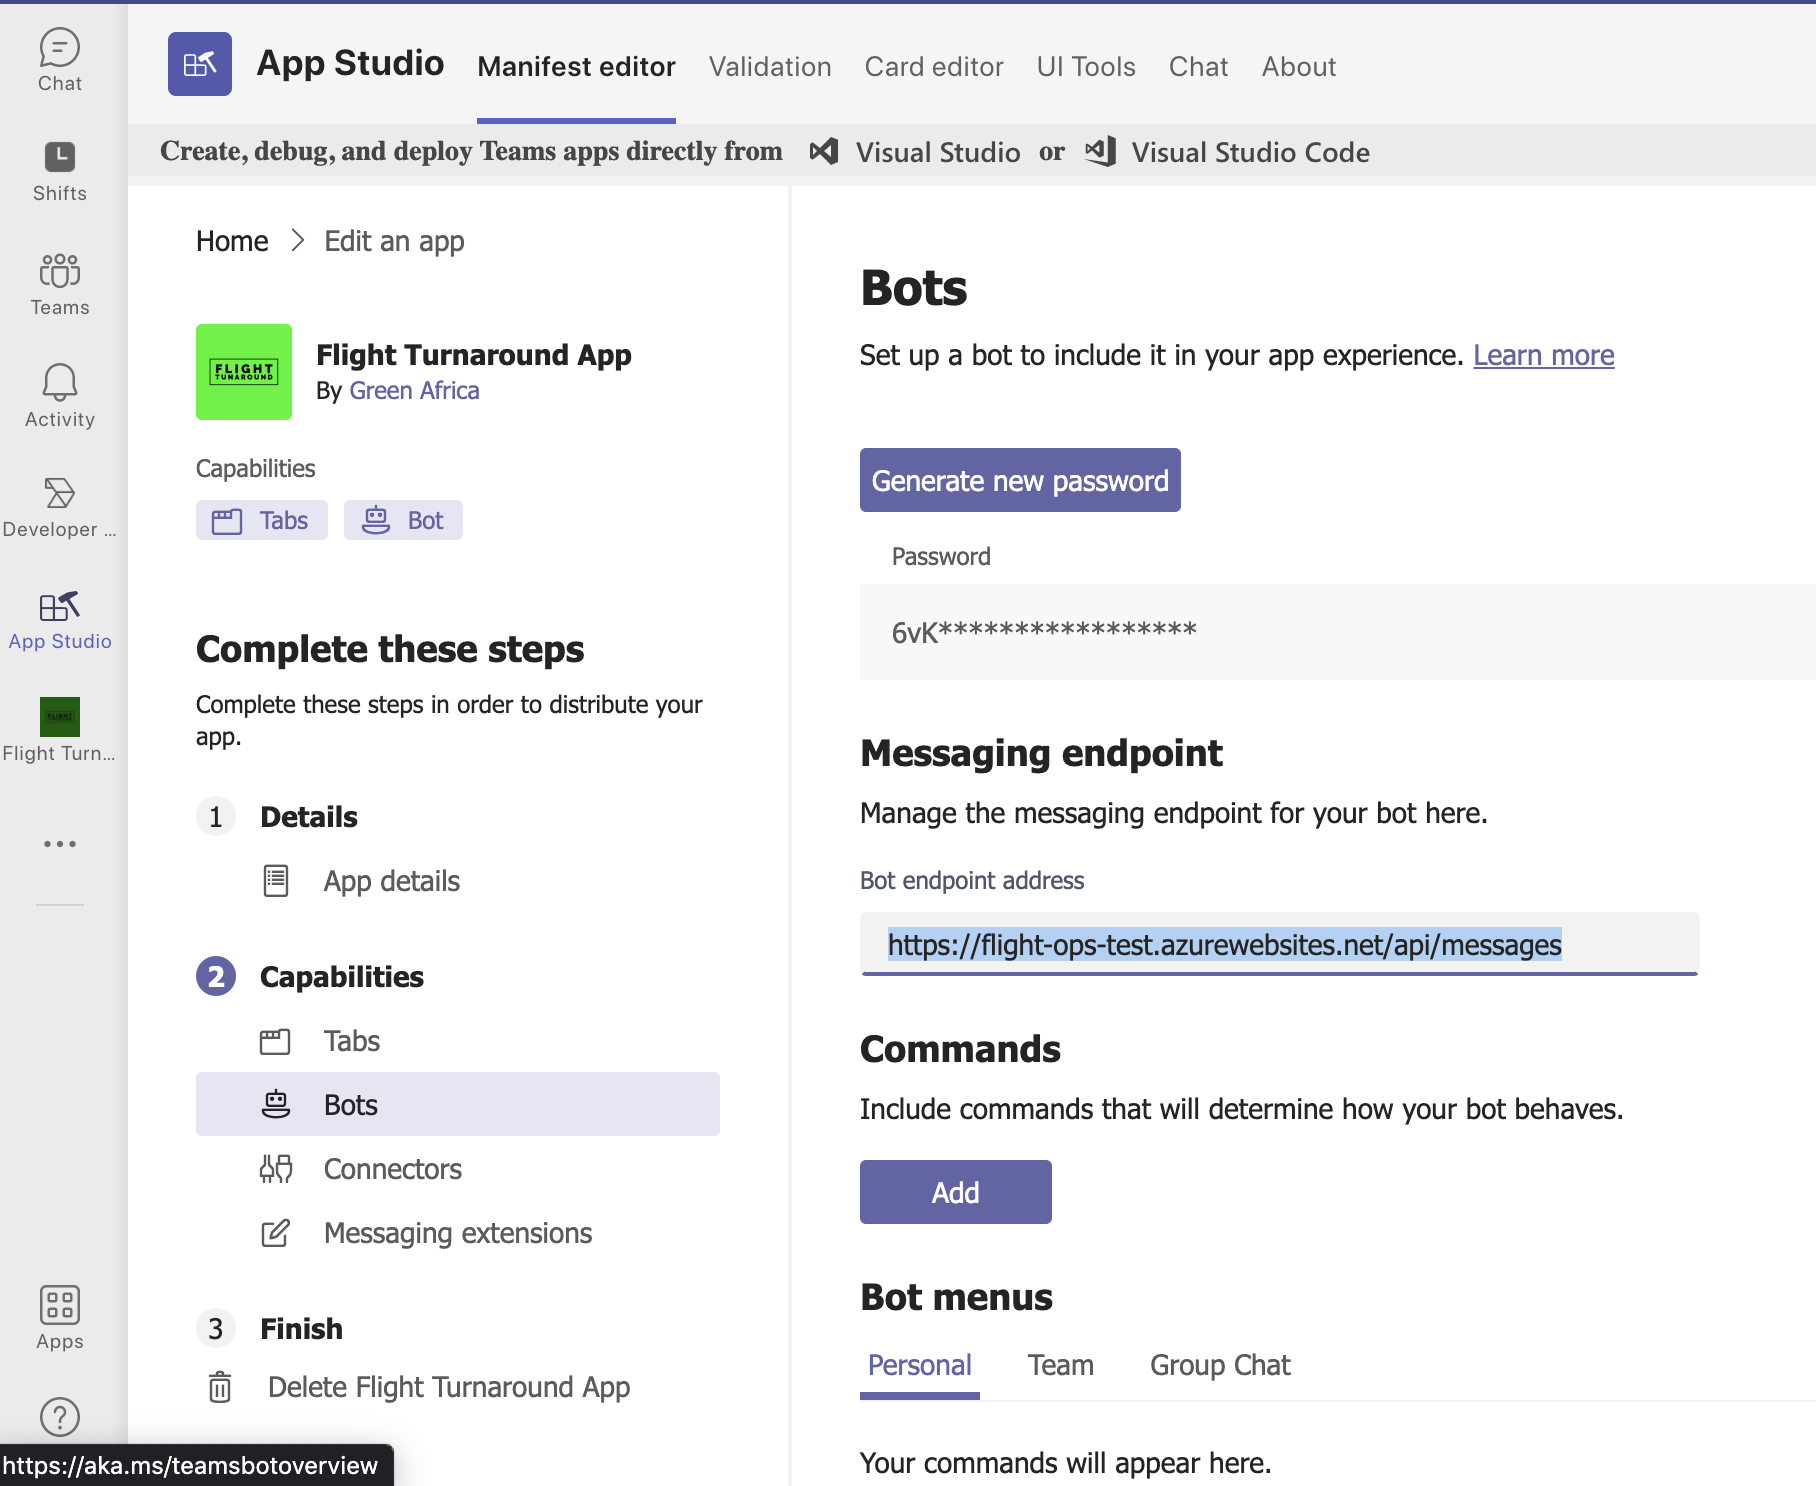 Chat
Shifts
Teams
Activity
Developer ...
App Studio
Flight Turn...
Apps
App Studio
Manifest editor
Validation
Card editor
UI Tools
Chat
About
Create, debug, and deploy Teams apps directly from Visual Studio or Visual Studio Code
Home > Edit an app
FLIGHT
TURNAROUND
Flight Turnaround App
By Green Africa
Capabilities
Tabs
Bot
Complete these steps
Complete these steps in order to distribute your
app.
1 Details
App details
2 Capabilities
Tabs
Bots
Connectors
Messaging extensions
3 Finish
Delete Flight Turnaround App
https://aka.ms/teamsbotoverview
Bots
Set up a bot to include it in your app experience. Learn more
Generate new password
Password
6vK*****************
Messaging endpoint
Manage the messaging endpoint for your bot here.
Bot endpoint address
https://flight-ops-test.azurewebsites.net/api/messages
Commands
Include commands that will determine how your bot behaves.
Add
Bot menus
Personal
Team
Group Chat
Your commands will appear here.